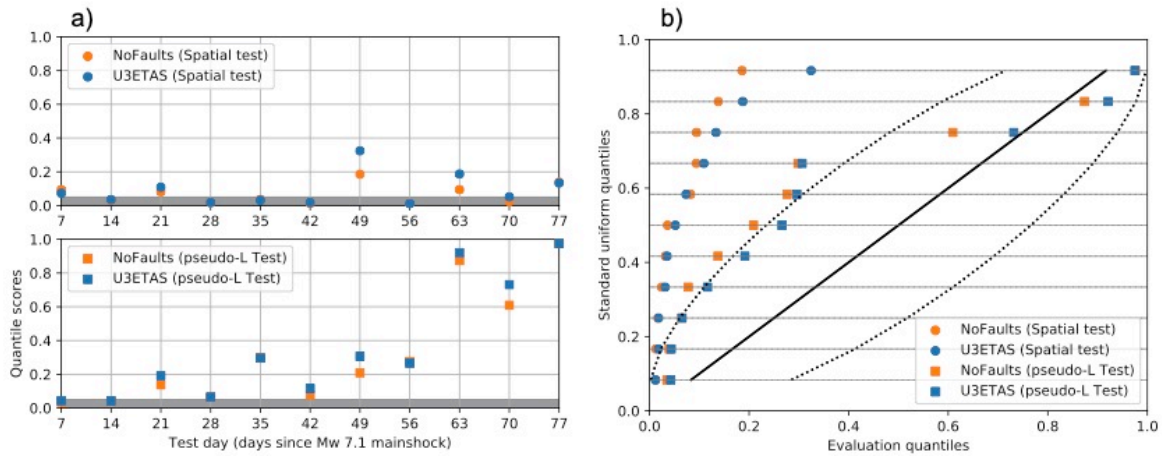 a)
1.0
0.8
0.6
0.4
0.2
0.0
NoFaults (Spatial test)
U3ETAS (Spatial test)
7 14 21 28 35 42 49 56 63 70 77
Quantile scores
1.0
0.8
0.6
0.4
0.2
0.0
NoFaults (pseudo-L Test)
U3ETAS (pseudo-L Test)
7 14 21 28 35 42 49 56 63 70 77
Test day (days since Mw 7.1 mainshock)
b)
Standard uniform quantiles
1.0
0.8
0.6
0.4
0.2
0.0
NoFaults (Spatial test)
U3ETAS (Spatial test)
NoFaults (pseudo-L Test)
U3ETAS (pseudo-L Test)
0.0 0.2 0.4 0.6 0.8 1.0
Evaluation quantiles